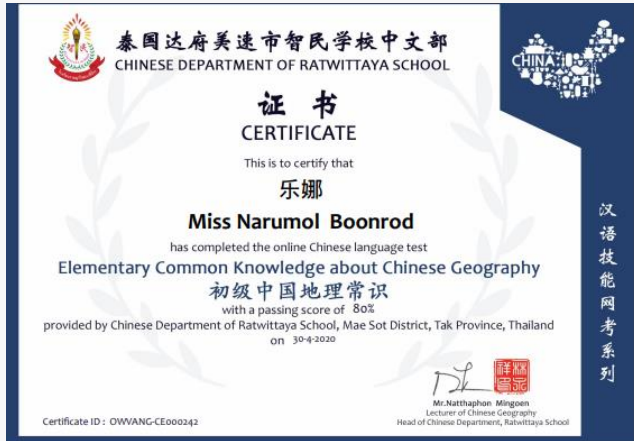 泰国达府美速市智民学校中文部
CHINESE DEPARTMENT OF RATWITTAYA SCHOOL
CHINA
证书
CERTIFICATE
This is to certify that
乐娜
Miss Narumol Boonrod
has completed the online Chinese language test
Elementary Common Knowledge about Chinese Geography
初级中国地理常识
with a passing score of 80%
provided by Chinese Department of Ratwittaya School, Mae Sot District, Tak Province, Thailand
on 30-4-2020
汉语技能网考系列
Mr.Natthaphon Mingoen
Lecturer of Chinese Geography
Head of Chinese Department, Ratwittaya School
Certificate ID : OWVANG-CE000242